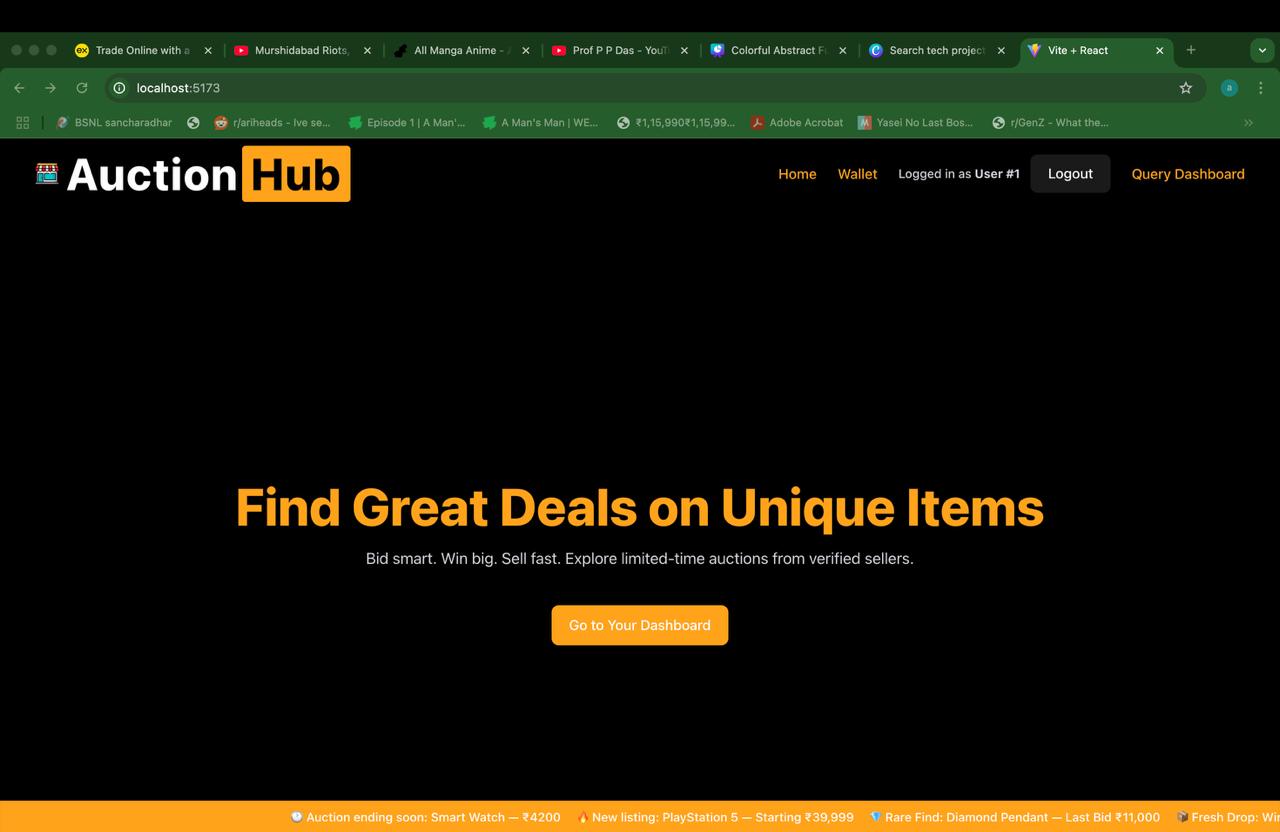 Trade Online with a
Murshidabad Riots,
All Manga Anime - A
Prof P P Das - YouT
Colorful Abstract Fu
Search tech project
Vite + React
localhost:5173
BSNL sancharadhar
r/ariheads - Ive se...
Episode 1 | A Man'...
A Man's Man | WE...
₹1,15,990₹1,15,99...
Adobe Acrobat
Yasei No Last Bos...
r/GenZ - What the...
Auction Hub
Home
Wallet
Logged in as User #1
Logout
Query Dashboard
Find Great Deals on Unique Items
Bid smart. Win big. Sell fast. Explore limited-time auctions from verified sellers.
Go to Your Dashboard
Auction ending soon: Smart Watch — ₹4200
New listing: PlayStation 5 — Starting ₹39,999
Rare Find: Diamond Pendant — Last Bid ₹11,000
Fresh Drop: Wi